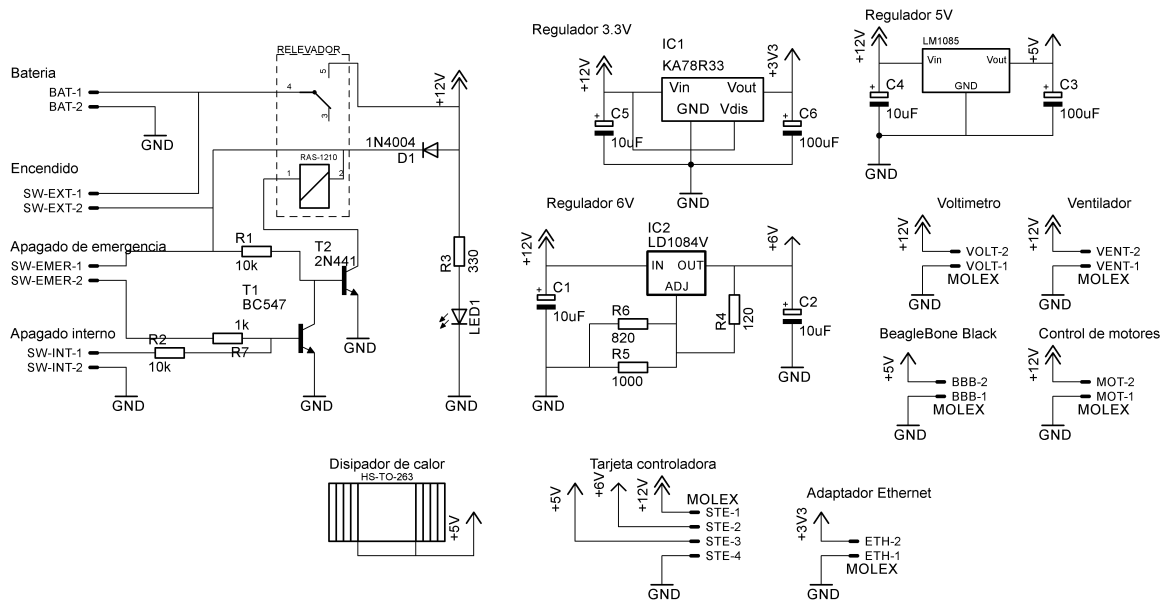 Bateria
BAT-1
BAT-2
GND
Encendido
SW-EXT-1
SW-EXT-2
Apagado de emergencia
SW-EMER-1
SW-EMER-2
Apagado interno
SW-INT-1
SW-INT-2
GND
RELEVADOR
5
4
3
RAS-1210
1
2
+12V
1N4004
D1
R1
10k
T2
2N441
T1
BC547
1k
R7
R2
10k
GND
GND
R3
330
LED1
GND
Regulador 3.3V
+12V
IC1
KA78R33
Vin
Vout
GND
Vdis
+3V3
+
C5
10uF
+
C6
100uF
GND
Regulador 5V
+12V
LM1085
Vin
Vout
GND
+5V
+
C4
10uF
+
C3
100uF
GND
Regulador 6V
+12V
IC2
LD1084V
IN
OUT
ADJ
+6V
+
C1
10uF
R6
820
R5
1000
R4
120
+
C2
10uF
GND
GND
Voltimetro
+12V
VOLT-2
VOLT-1
MOLEX
GND
Ventilador
+12V
VENT-2
VENT-1
MOLEX
GND
BeagleBone Black
+5V
BBB-2
BBB-1
MOLEX
GND
Control de motores
+12V
MOT-2
MOT-1
MOLEX
GND
Disipador de calor
HS-TO-263
+5V
Tarjeta controladora
+5V
+6V
+12V
MOLEX
STE-1
STE-2
STE-3
STE-4
GND
Adaptador Ethernet
+3V3
ETH-2
ETH-1
MOLEX
GND